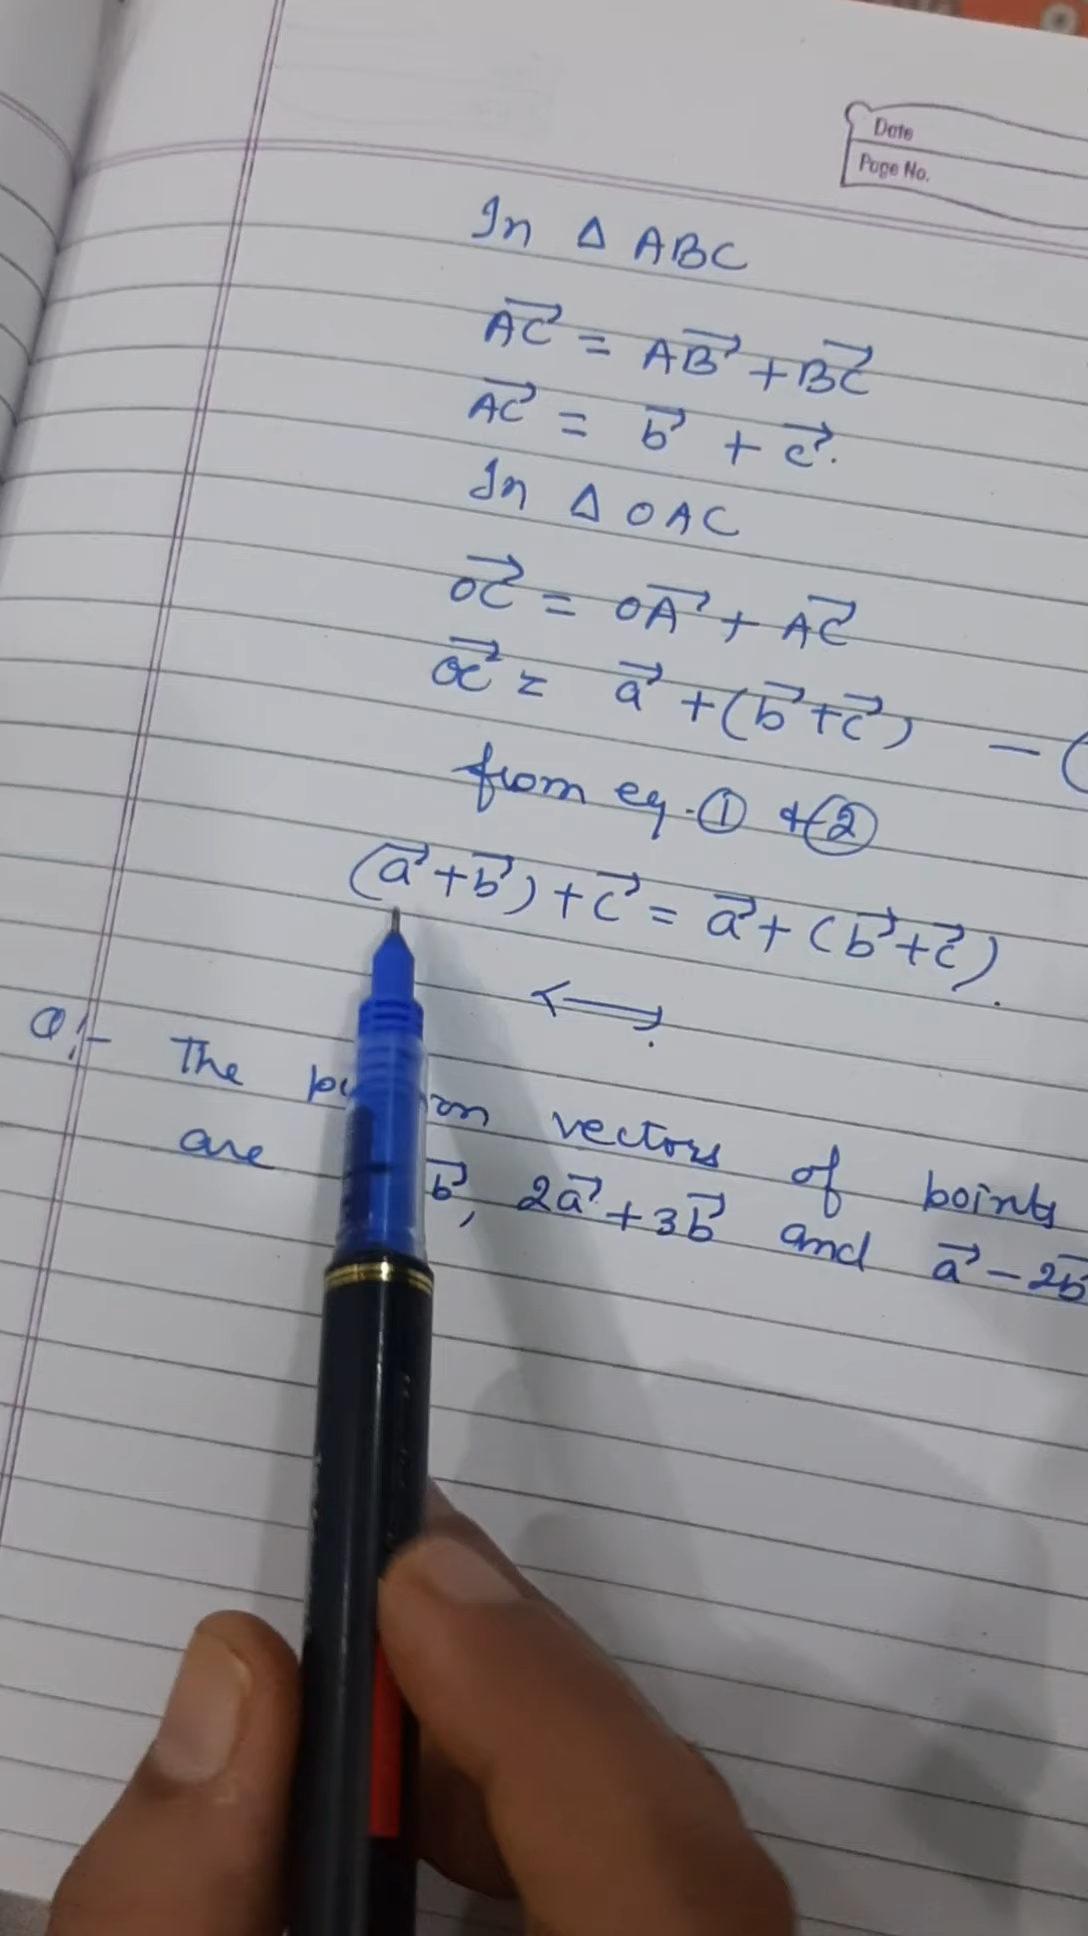 Date
Page No.
In Δ ABC
AC⃗ = AB⃗ + BC⃗
AC⃗ = b⃗ + c⃗.
In Δ OAC
OC⃗ = OA⃗ + AC⃗
OC⃗ = a⃗ + (b⃗ + c⃗) —
from eq. ① & ②
(a⃗ + b⃗) + c⃗ = a⃗ + (b⃗ + c⃗).
Q:- The vectors of points
are b⃗, 2a⃗ + 3b⃗ and a⃗ - 2b⃗